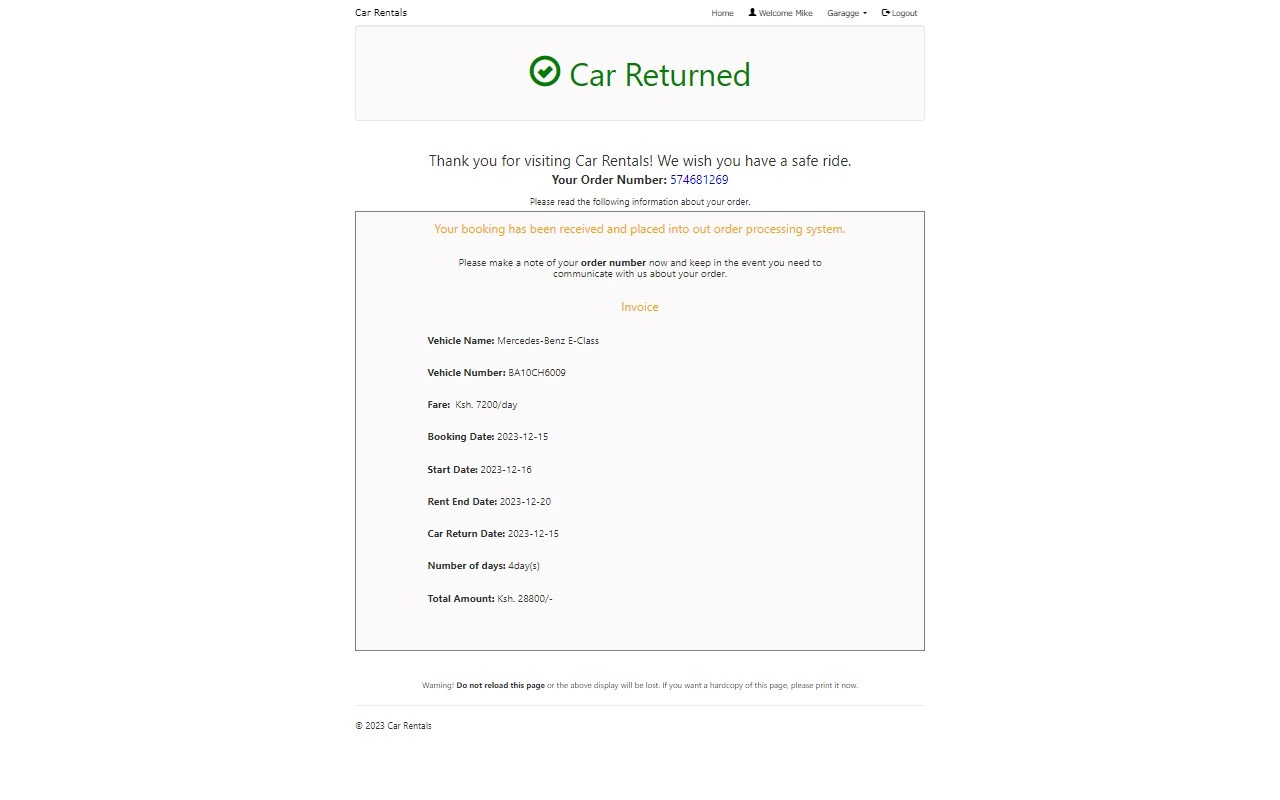 Car Rentals
Home Welcome Mike Garagge Logout
Car Returned
Thank you for visiting Car Rentals! We wish you have a safe ride.
Your Order Number: 574681269
Please read the following information about your order.
Your booking has been received and placed into out order processing system.
Please make a note of your order number now and keep in the event you need to
communicate with us about your order.
Invoice
Vehicle Name: Mercedes-Benz E-Class
Vehicle Number: BA10CH6009
Fare: Ksh. 7200/day
Booking Date: 2023-12-15
Start Date: 2023-12-16
Rent End Date: 2023-12-20
Car Return Date: 2023-12-15
Number of days: 4day(s)
Total Amount: Ksh. 28800/-
Warning! Do not reload this page or the above display will be lost. If you want a hardcopy of this page, please print it now.
© 2023 Car Rentals